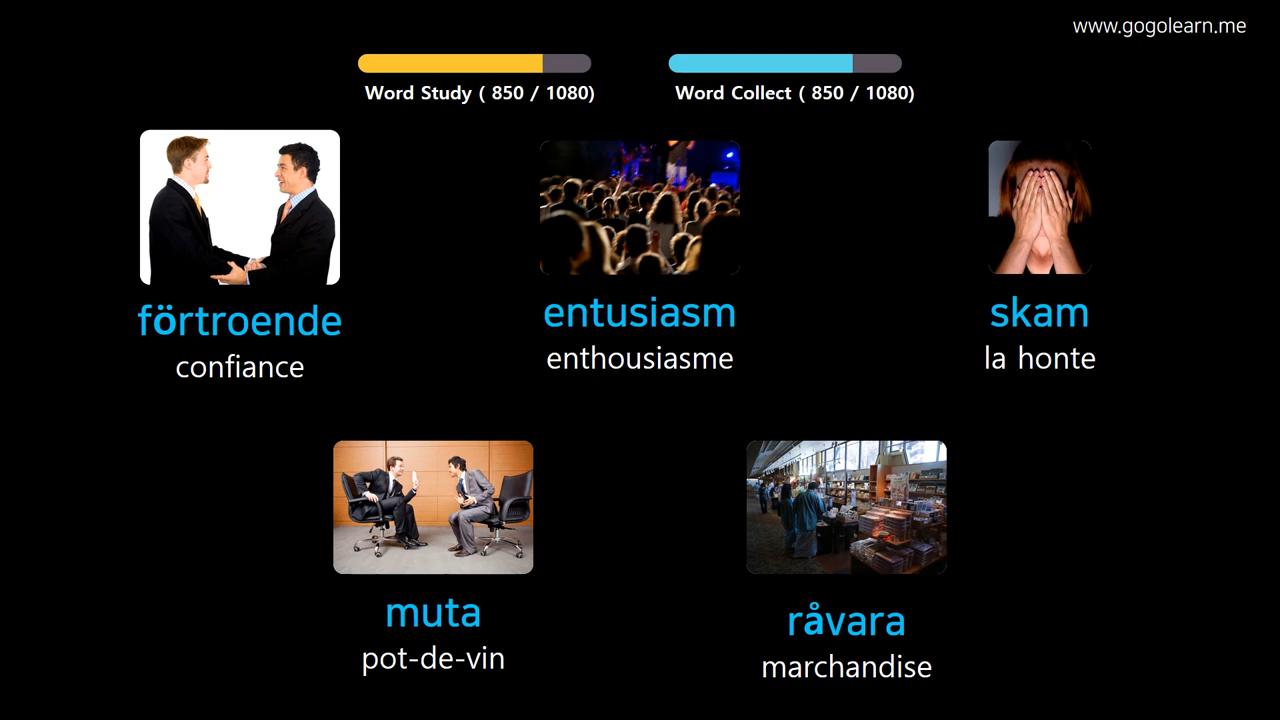 www.gogolearn.me
Word Study ( 850 / 1080)
Word Collect ( 850 / 1080)
förtroende
confiance
entusiasm
enthousiasme
skam
la honte
muta
pot-de-vin
råvara
marchandise